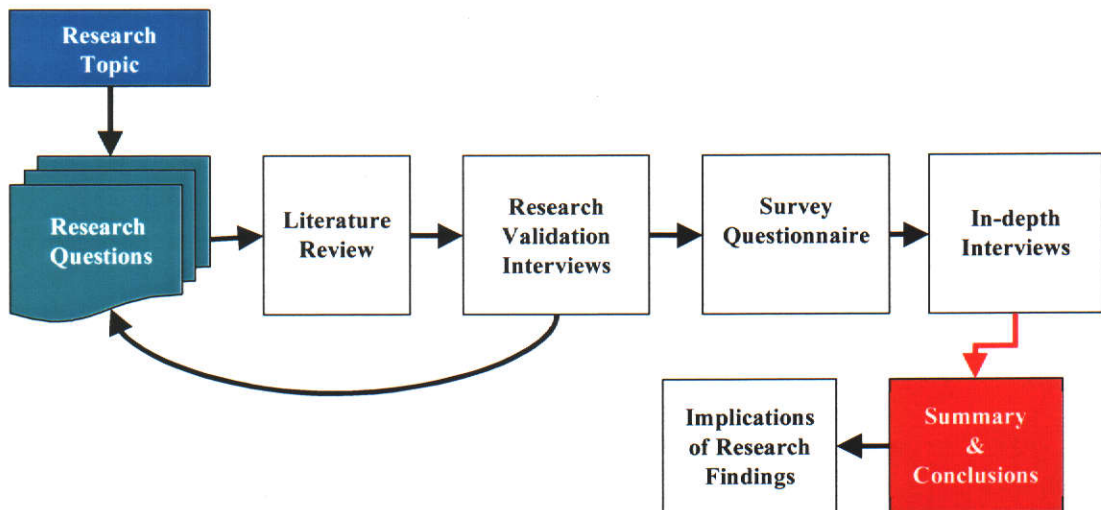 Research
Topic
Research
Questions
Literature
Review
Research
Validation
Interviews
Survey
Questionnaire
In-depth
Interviews
Summary
&
Conclusions
Implications
of Research
Findings